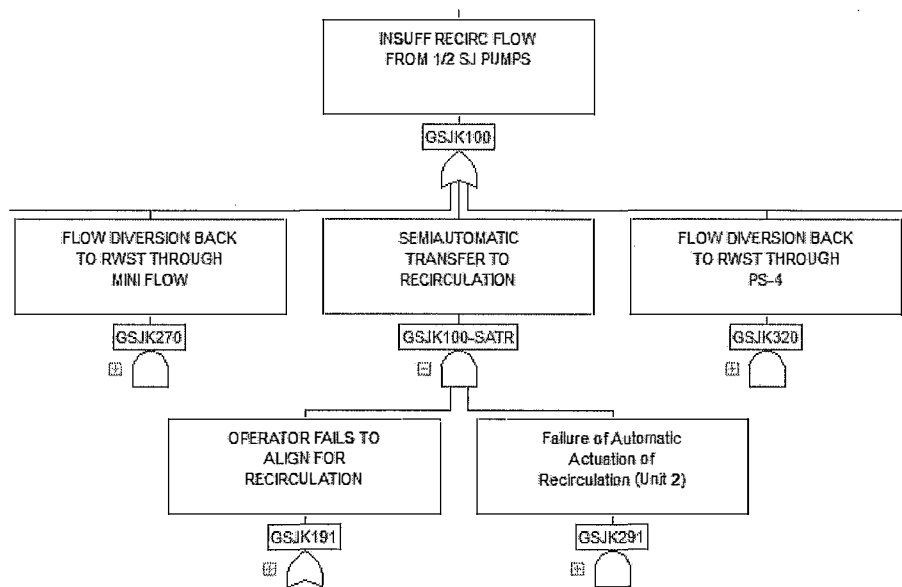 INSUFF RECIRC FLOW
FROM 1/2 SJ PUMPS
GSJK100
FLOW DIVERSION BACK
TO RWST THROUGH
MINI FLOW
SEMIAUTOMATIC
TRANSFER TO
RECIRCULATION
FLOW DIVERSION BACK
TO RWST THROUGH
PS-4
GSJK270
GSJK100-SATR
GSJK320
OPERATOR FAILS TO
ALIGN FOR
RECIRCULATION
Failure of Automatic
Actuation of
Recirculation (Unit 2)
GSJK191
GSJK291